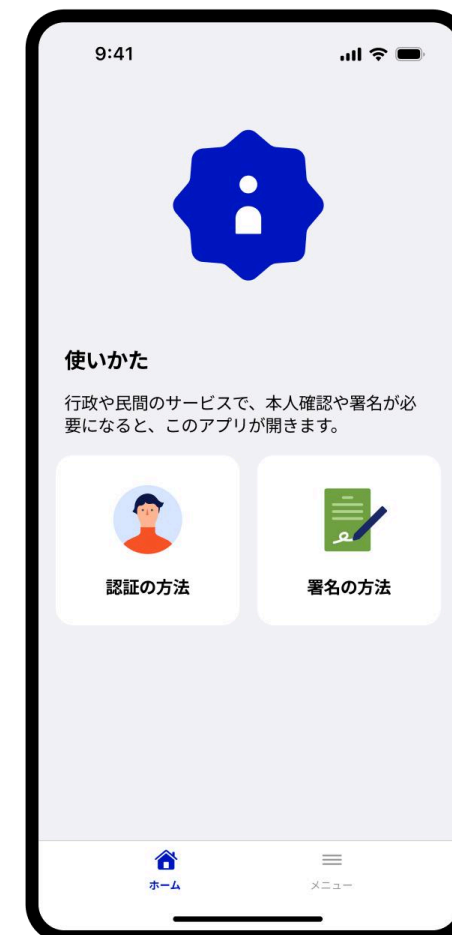 9:41
使いかた
行政や民間のサービスで、本人確認や署名が必
要になると、このアプリが開きます。
認証の方法
署名の方法
ホーム
メニュー